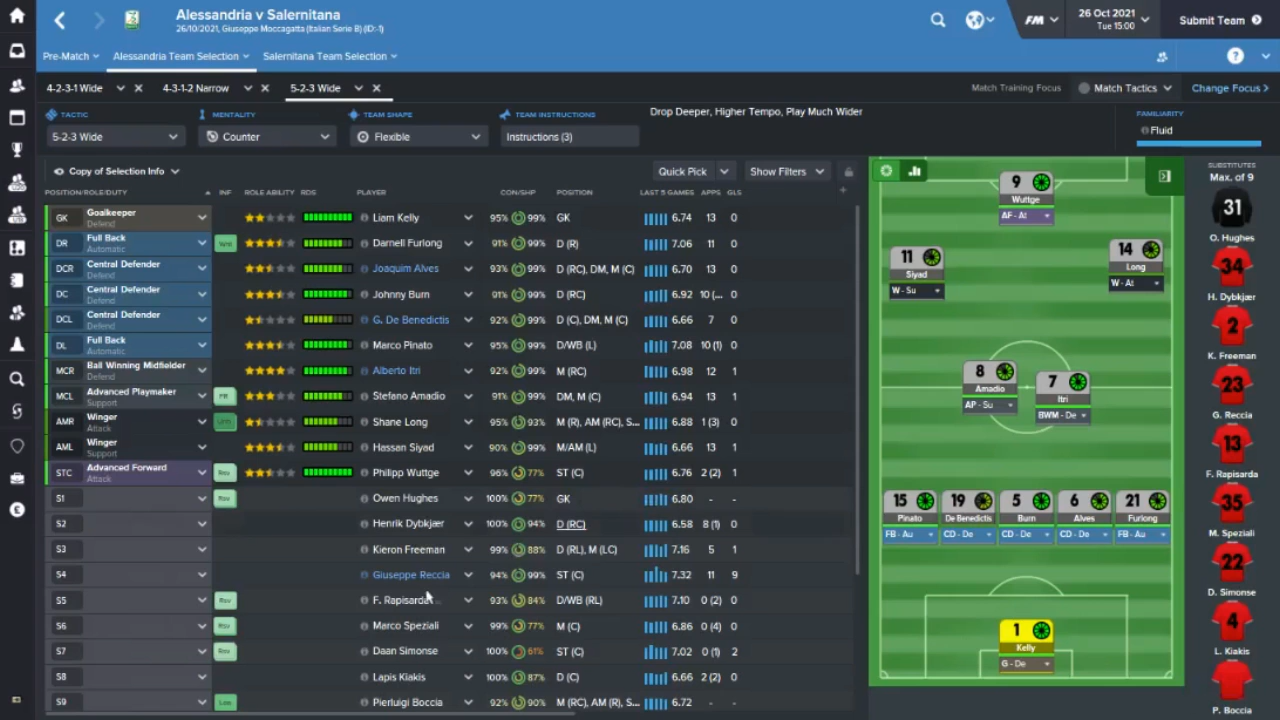 Alessandria v Salernitana
26/10/2021, Giuseppe Moccagatta (Italian Serie B) (D:-1)
FM
26 Oct 2021
Tue 15:00
Submit Team
Pre-Match
Alessandria Team Selection
Salernitana Team Selection
4-2-3-1 Wide
4-3-1-2 Narrow
5-2-3 Wide
Match Training Focus
Match Tactics
Change Focus >
TACTIC
MENTALITY
TEAM SHAPE
TEAM INSTRUCTIONS
Drop Deeper, Higher Tempo, Play Much Wider
FAMILIARITY
5-2-3 Wide
Counter
Flexible
Instructions (3)
Fluid
Copy of Selection Info
Quick Pick
Show Filters
POSITION/ROLE/DUTY INF ROLE ABILITY RDS PLAYER CON/SHP POSITION LAST 5 GAMES APPS GLS
GK Goalkeeper Defend Liam Kelly 95% 99% GK 6.74 13 0
DR Full Back Automatic Wnt Darnell Furlong 91% 99% D (R) 7.06 11 0
DCR Central Defender Defend Joaquim Alves 93% 99% D (RC), DM, M (C) 6.70 13 0
DC Central Defender Defend Johnny Burn 91% 99% D (RC) 6.92 10 (... 0
DCL Central Defender Defend G. De Benedictis 92% 99% D (C), DM, M (C) 6.66 7 0
DL Full Back Automatic Marco Pinato 95% 99% D/WB (L) 7.08 10 (1) 0
MCR Ball Winning Midfielder Defend Alberto Itri 92% 99% M (RC) 6.98 12 1
MCL Advanced Playmaker Support PR Stefano Amadio 91% 99% DM, M (C) 6.94 13 1
AMR Winger Attack Shane Long 95% 93% M (R), AM (RC), S... 6.88 1 (3) 0
AML Winger Support Hassan Siyad 90% 99% M/AM (L) 6.66 13 1
STC Advanced Forward Attack Rsv Philipp Wuttge 96% 77% ST (C) 6.76 2 (2) 1
S1 Rsv Owen Hughes 100% 77% GK 6.80 - -
S2 Henrik Dybkjær 100% 94% D (RC) 6.58 8 (1) 0
S3 Kieron Freeman 99% 88% D (RL), M (LC) 7.16 5 1
S4 Giuseppe Reccia 94% 99% ST (C) 7.32 11 9
S5 Rsv F. Rapisarda 93% 84% D/WB (RL) 7.10 0 (2) 0
S6 Rsv Marco Speziali 99% 77% M (C) 6.86 0 (4) 0
S7 Rsv Daan Simonse 100% 61% ST (C) 7.02 0 (1) 2
S8 Lapis Kiakis 100% 87% D (C) 6.66 2 (2) 0
S9 Loa Pierluigi Boccia 92% 90% M (RC), AM (R), S... 6.72 - -
9
Wuttge
AF - At
11
Siyad
W - Su
14
Long
W - At
8
Amadio
AP - Su
7
Itri
BWM - De
15 19 5 6 21
Pinato De Benedictis Burn Alves Furlong
FB - Au CD - De CD - De CD - De FB - Au
1
Kelly
G - De
SUBSTITUTES
Max. of 9
31
O. Hughes
34
H. Dybkjær
2
K. Freeman
23
G. Reccia
13
F. Rapisarda
35
M. Speziali
22
D. Simonse
4
L. Kiakis
P. Boccia